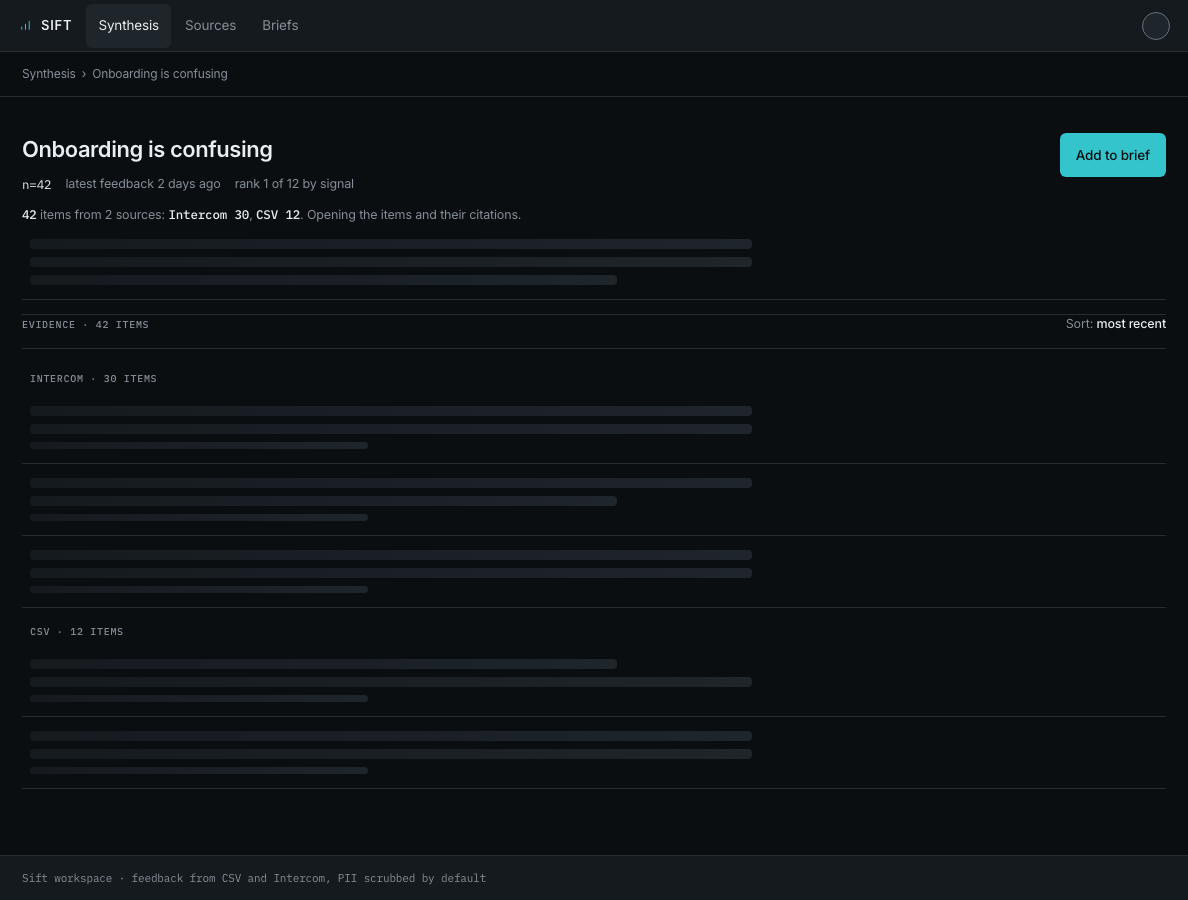 SIFT Synthesis Sources Briefs
Synthesis › Onboarding is confusing
Onboarding is confusing
Add to brief
n=42 latest feedback 2 days ago rank 1 of 12 by signal
42 items from 2 sources: Intercom 30, CSV 12. Opening the items and their citations.
EVIDENCE · 42 ITEMS
Sort: most recent
INTERCOM · 30 ITEMS
CSV · 12 ITEMS
Sift workspace · feedback from CSV and Intercom, PII scrubbed by default